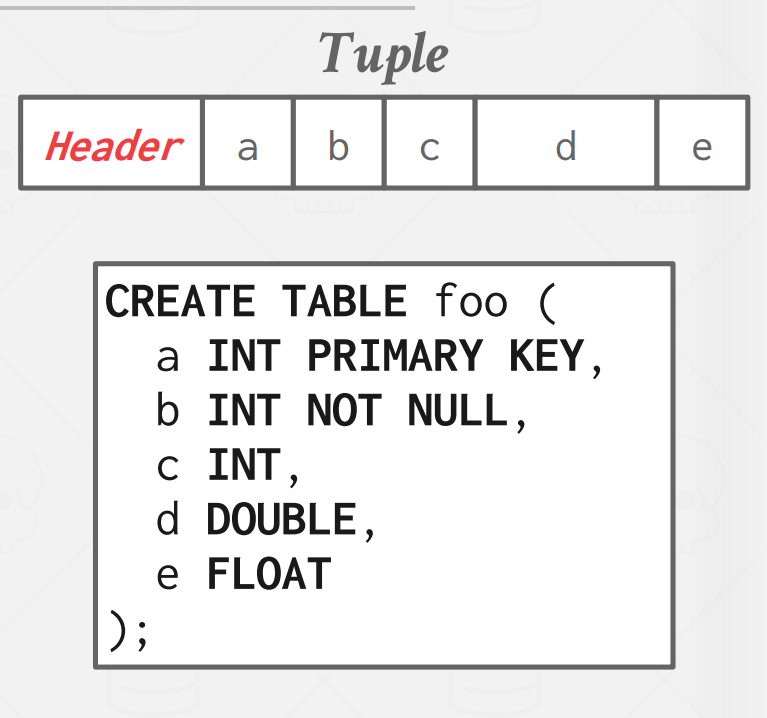 Tuple
Header a b c d e
CREATE TABLE foo (
a INT PRIMARY KEY,
b INT NOT NULL,
c INT,
d DOUBLE,
e FLOAT
);